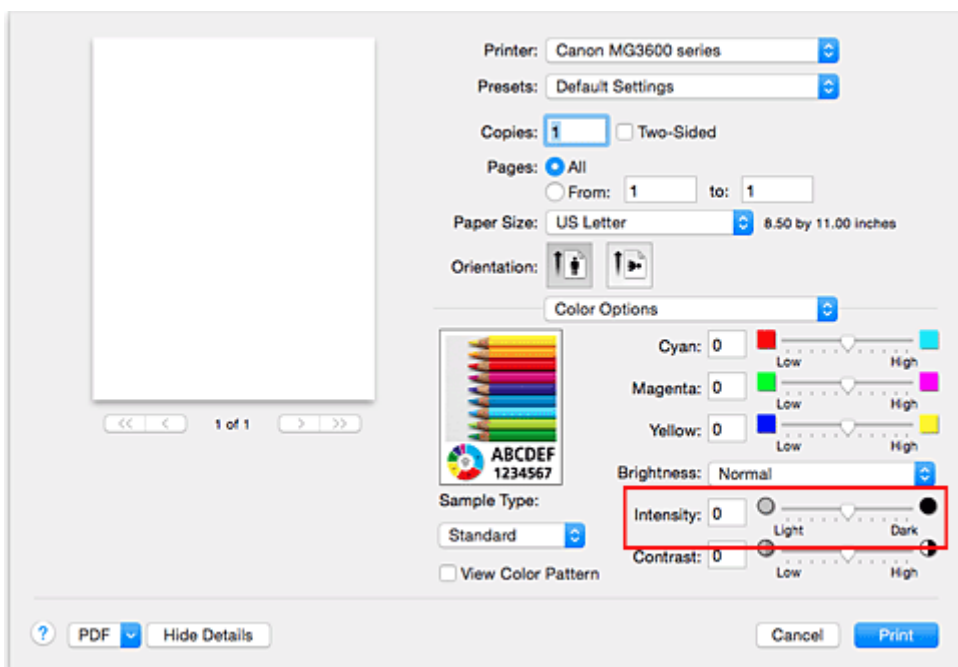 Printer: Canon MG3600 series
Presets: Default Settings
Copies: 1 Two-Sided
Pages: All
From: 1 to: 1
Paper Size: US Letter 8.50 by 11.00 inches
Orientation:
Color Options
Cyan: 0
Low High
Magenta: 0
Low High
Yellow: 0
Low High
Brightness: Normal
Intensity: 0
Light Dark
Contrast: 0
Low High
ABCDEF
1234567
Sample Type:
Standard
View Color Pattern
<< < 1 of 1 > >>
? PDF Hide Details Cancel Print